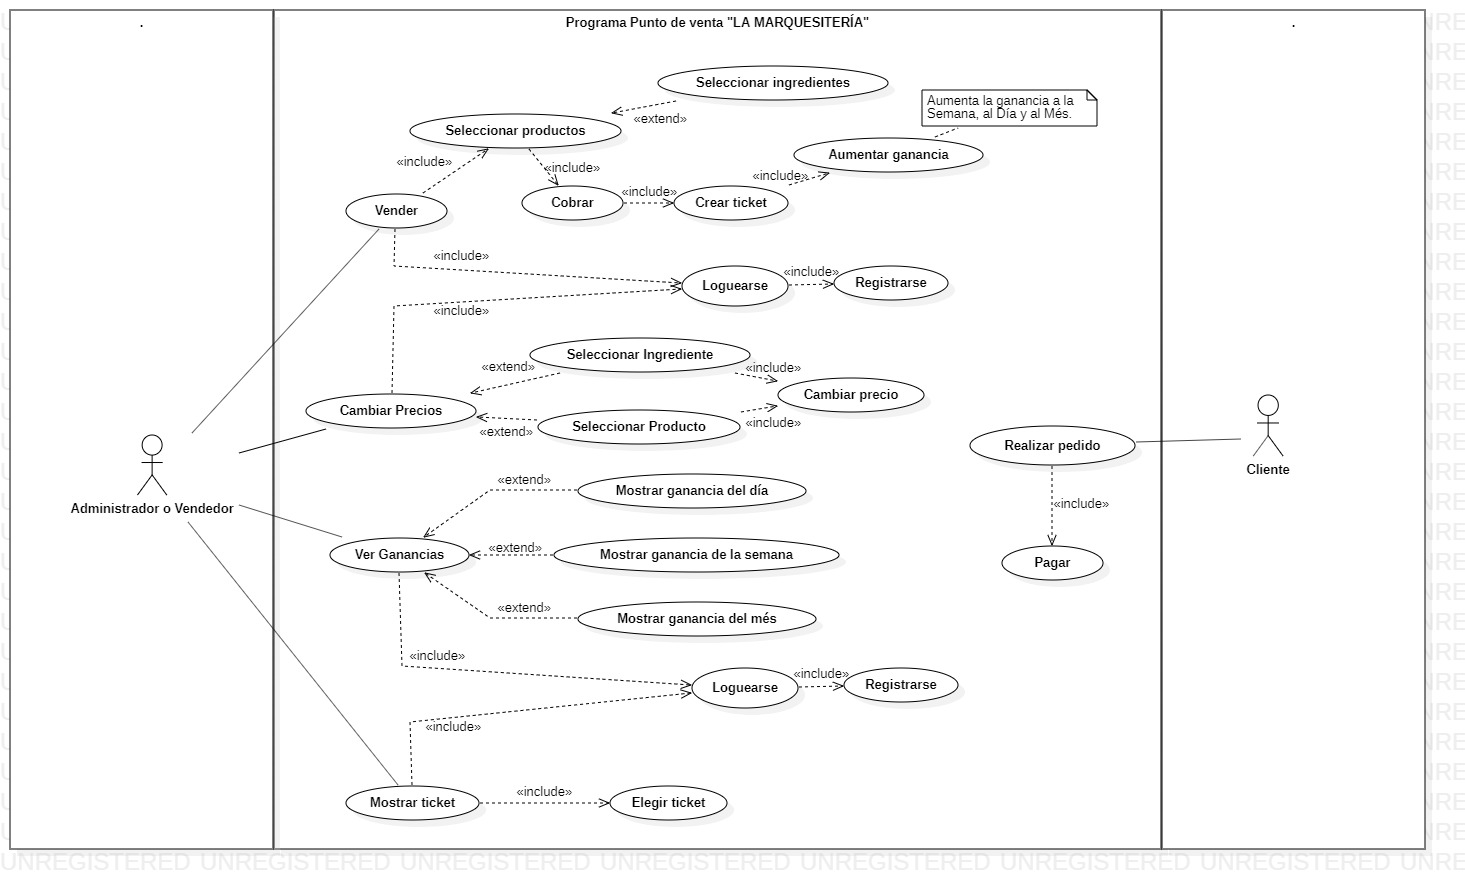 .
Programa Punto de venta "LA MARQUESITERÍA"
.
Seleccionar ingredientes
Aumenta la ganancia a la
Semana, al Día y al Més.
«extend»
Seleccionar productos
Aumentar ganancia
«include»
«include»
«include»
«include»
Cobrar
Crear ticket
Vender
«include»
«include»
Loguearse
Registrarse
«include»
Seleccionar Ingrediente
«extend»
«include»
Cambiar precio
Cambiar Precios
Seleccionar Producto
«include»
«extend»
Realizar pedido
Cliente
«extend»
Mostrar ganancia del día
Administrador o Vendedor
«include»
«extend»
Ver Ganancias
Mostrar ganancia de la semana
Pagar
«extend»
Mostrar ganancia del més
«include»
«include»
Loguearse
Registrarse
«include»
«include»
Mostrar ticket
Elegir ticket
UNREGISTERED UNREGISTERED UNREGISTERED UNREGISTERED UNREGISTERED UNREGISTERED UNREGISTERED UNRE